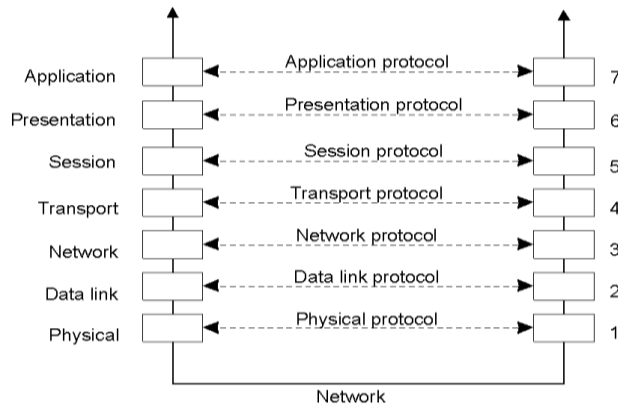 Application Application protocol 7
Presentation Presentation protocol 6
Session Session protocol 5
Transport Transport protocol 4
Network Network protocol 3
Data link Data link protocol 2
Physical Physical protocol 1
Network